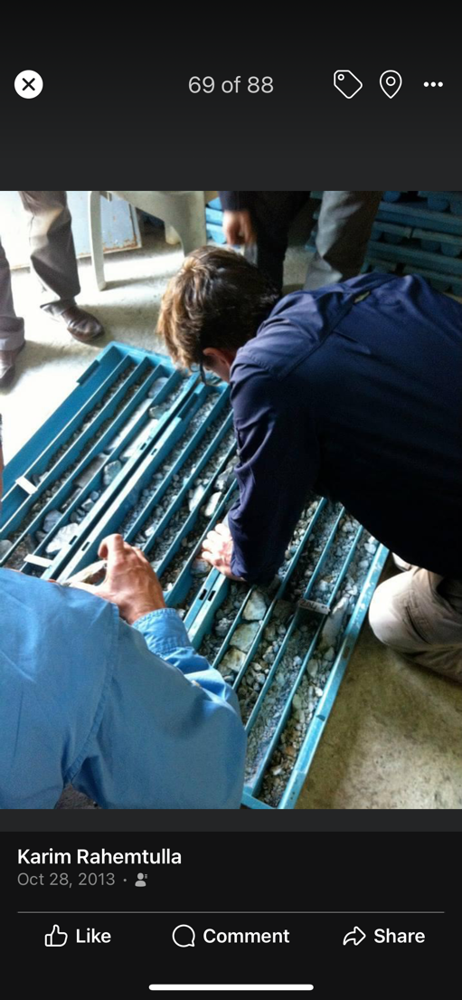 69 of 88
Karim Rahemtulla
Oct 28, 2013 ·
Like
Comment
Share